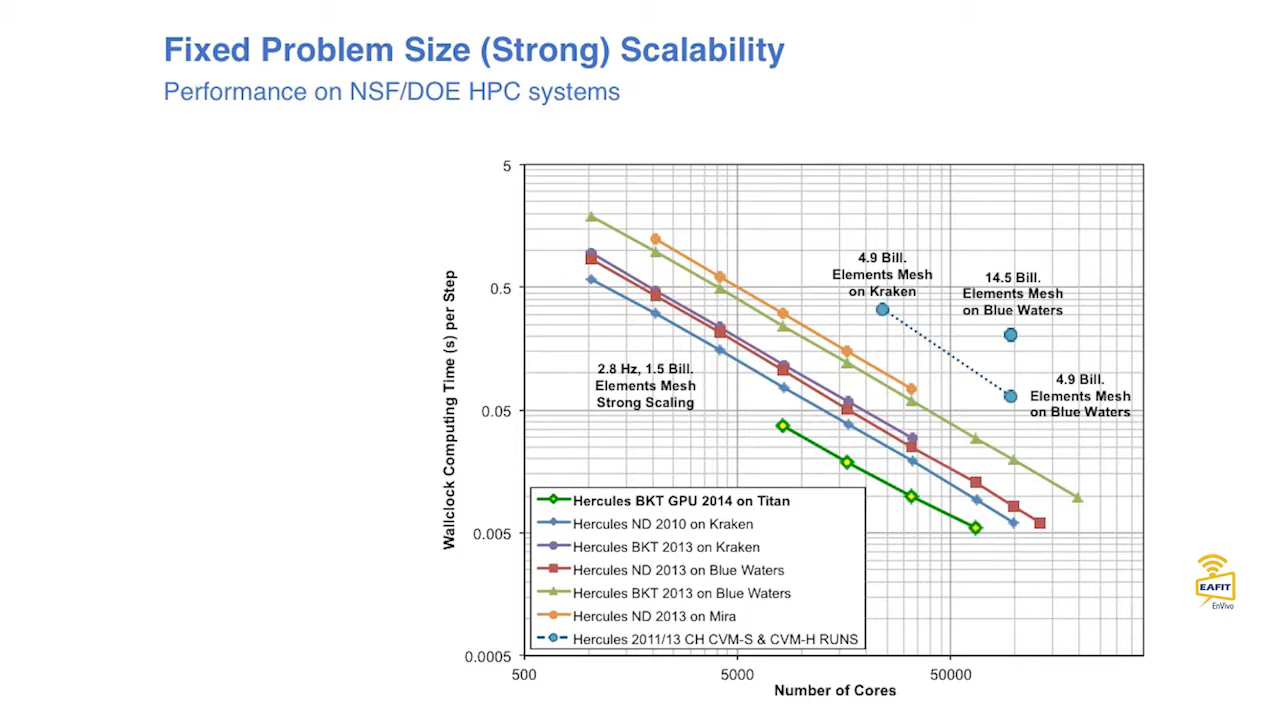 Fixed Problem Size (Strong) Scalability
Performance on NSF/DOE HPC systems
5
0.5
0.05
0.005
0.0005
500
5000
50000
Wallclock Computing Time (s) per Step
Number of Cores
4.9 Bill.
Elements Mesh
on Kraken
14.5 Bill.
Elements Mesh
on Blue Waters
4.9 Bill.
Elements Mesh
on Blue Waters
2.8 Hz, 1.5 Bill.
Elements Mesh
Strong Scaling
Hercules BKT GPU 2014 on Titan
Hercules ND 2010 on Kraken
Hercules BKT 2013 on Kraken
Hercules ND 2013 on Blue Waters
Hercules BKT 2013 on Blue Waters
Hercules ND 2013 on Mira
Hercules 2011/13 CH CVM-S & CVM-H RUNS
EAFIT
EnVivo